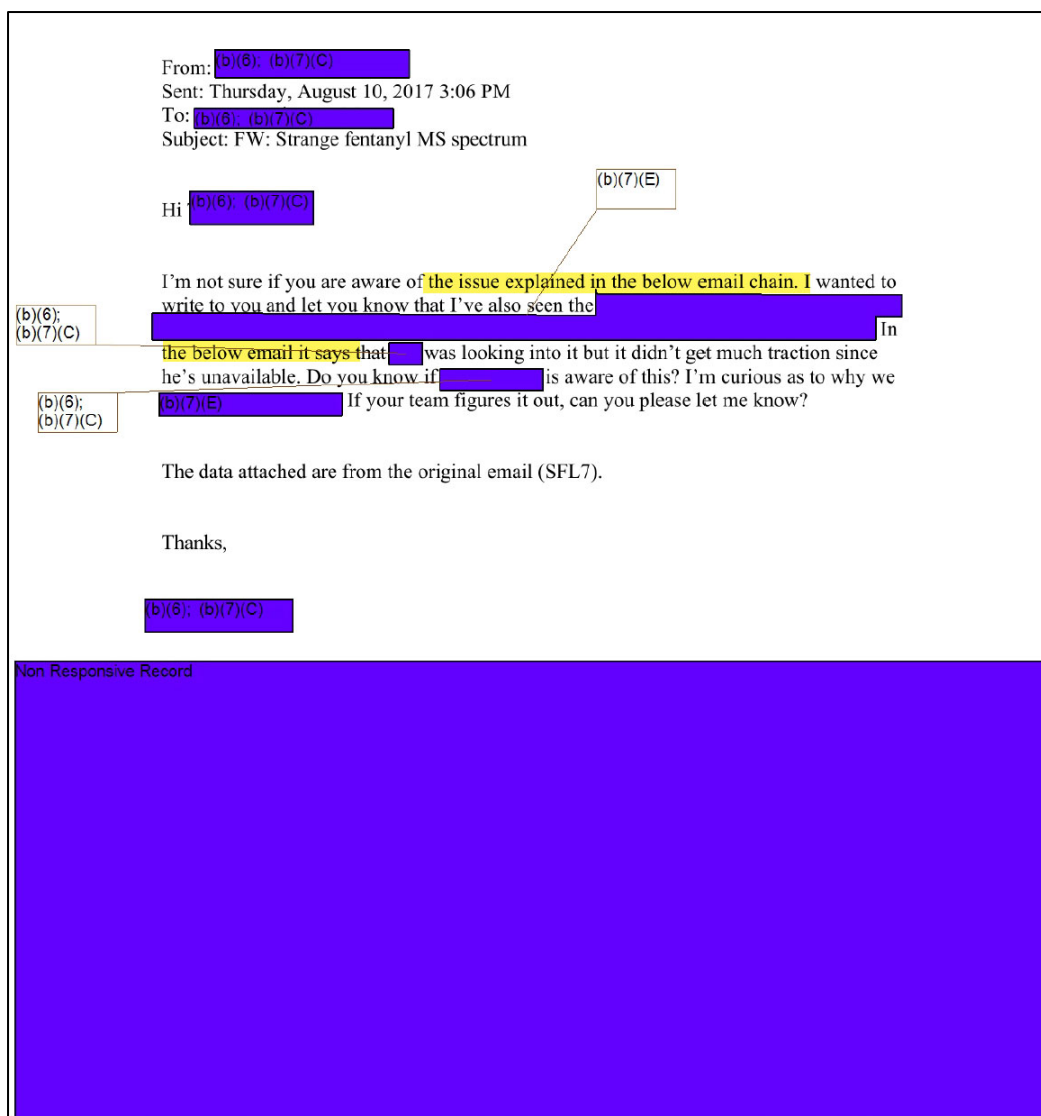 From: (b)(6); (b)(7)(C)
Sent: Thursday, August 10, 2017 3:06 PM
To: (b)(6); (b)(7)(C)
Subject: FW: Strange fentanyl MS spectrum
(b)(7)(E)
Hi (b)(6); (b)(7)(C)
I’m not sure if you are aware of the issue explained in the below email chain. I wanted to
write to you and let you know that I’ve also seen the
(b)(6);
(b)(7)(C)
In
the below email it says that was looking into it but it didn’t get much traction since
he’s unavailable. Do you know if is aware of this? I’m curious as to why we
(b)(6);
(b)(7)(C)
(b)(7)(E) If your team figures it out, can you please let me know?
The data attached are from the original email (SFL7).
Thanks,
(b)(6); (b)(7)(C)
Non Responsive Record